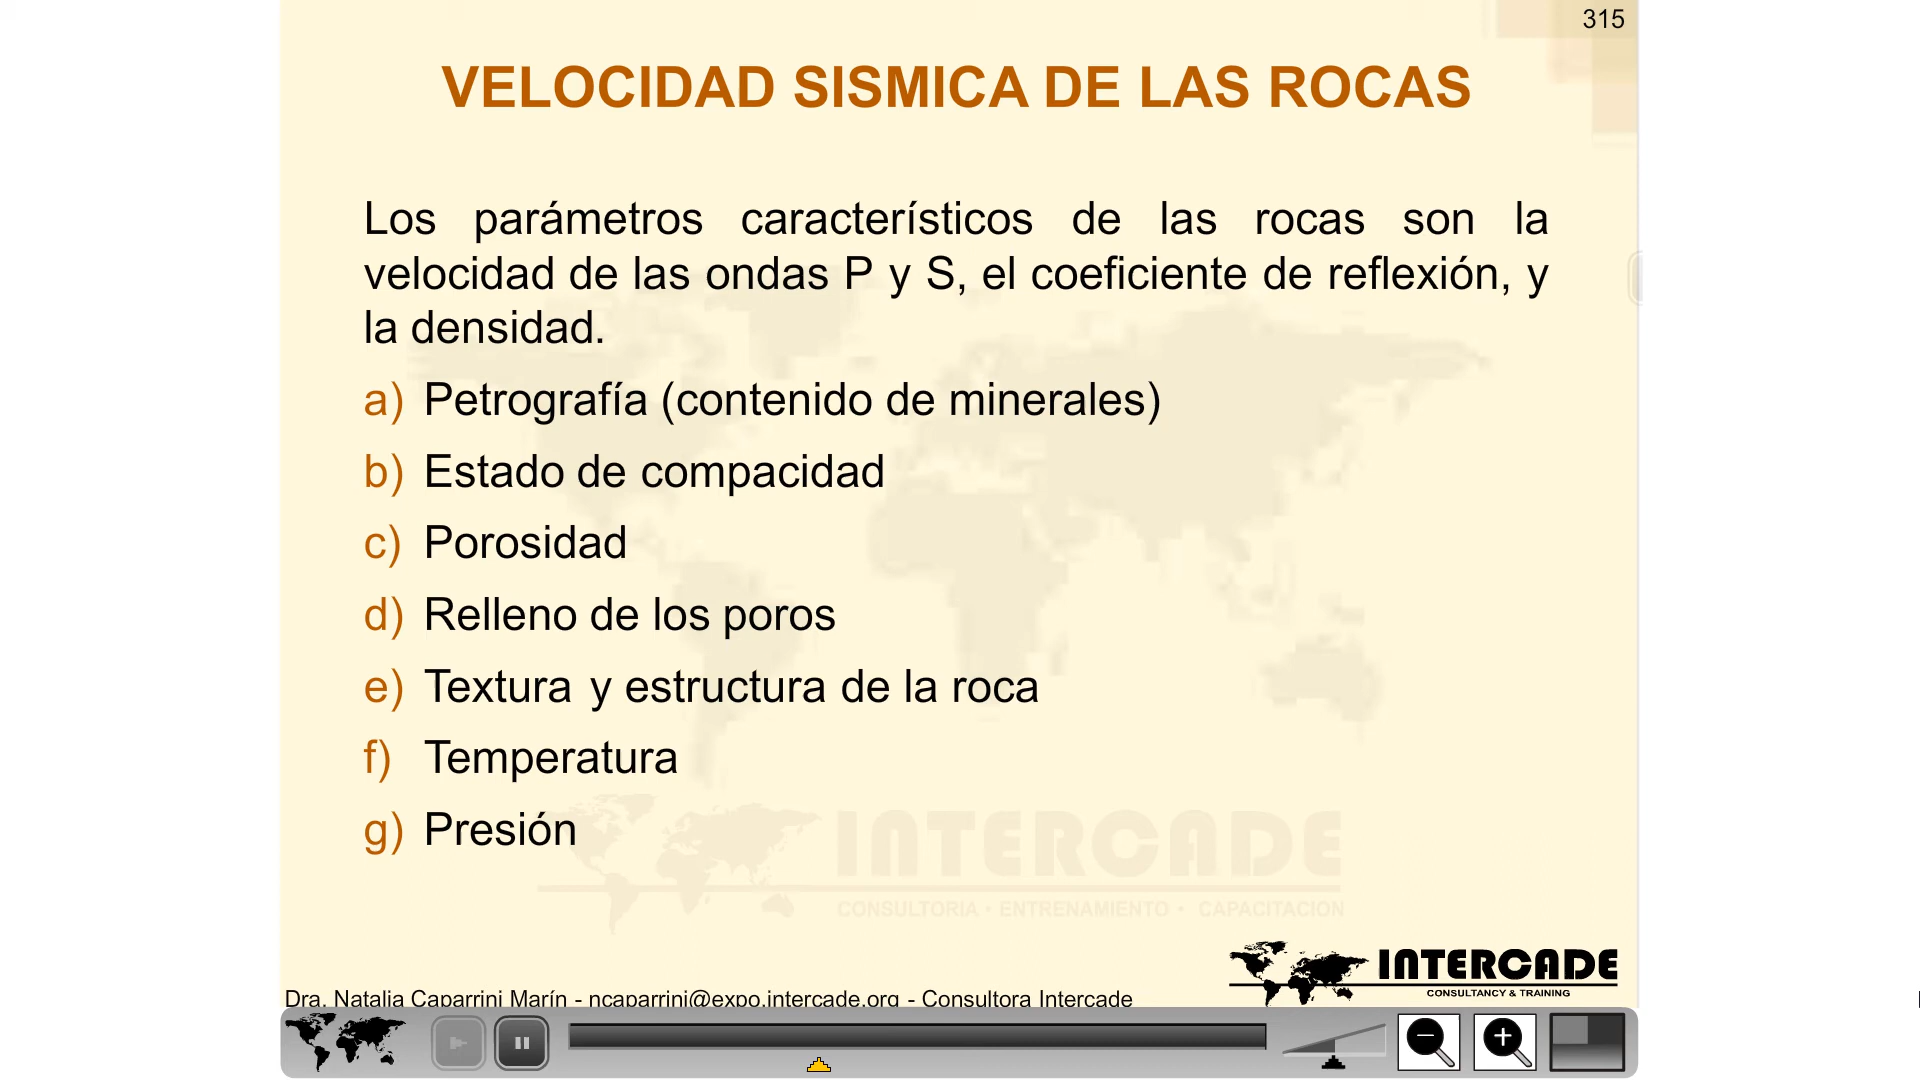 315
VELOCIDAD SISMICA DE LAS ROCAS
Los parámetros característicos de las rocas son la
velocidad de las ondas P y S, el coeficiente de reflexión, y
la densidad.
a) Petrografía (contenido de minerales)
b) Estado de compacidad
c) Porosidad
d) Relleno de los poros
e) Textura y estructura de la roca
f) Temperatura
g) Presión
INTERCADE
CONSULTORIA • ENTRENAMIENTO • CAPACITACION
INTERCADE
CONSULTANCY & TRAINING
Dra. Natalia Caparrini Marín - ncaparrini@expo.intercade.org - Consultora Intercade